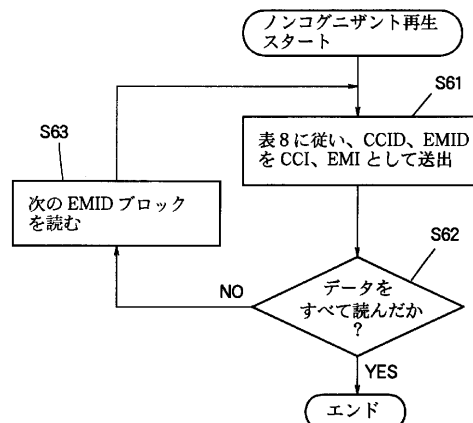 ノンコグニザント再生
スタート
S61
表8に従い、CCID、EMID
をCCI、EMIとして送出
S63
次のEMIDブロック
を読む
S62
データを
すべて読んだか
?
NO
YES
エンド